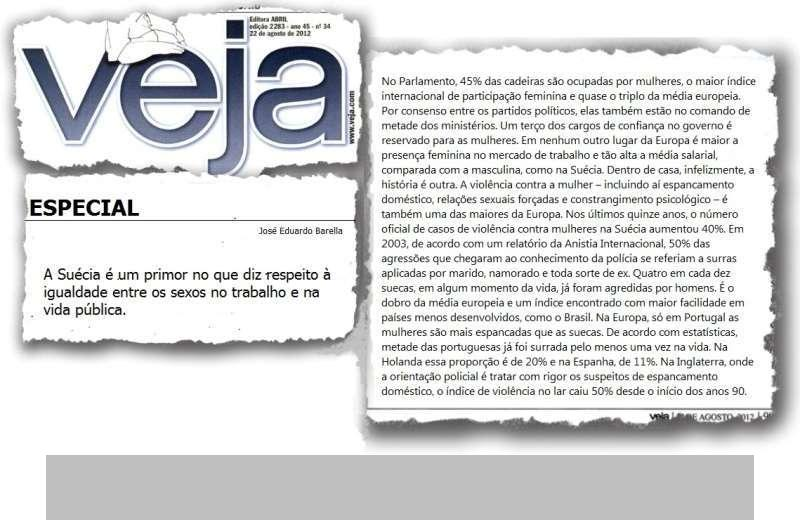 Editora ABRIL
edição 2283 - ano 45 - nº 34
22 de agosto de 2012
veja
www.veja.com
ESPECIAL
José Eduardo Barella
A Suécia é um primor no que diz respeito à
igualdade entre os sexos no trabalho e na
vida pública.
No Parlamento, 45% das cadeiras são ocupadas por mulheres, o maior índice
internacional de participação feminina e quase o triplo da média europeia.
Por consenso entre os partidos políticos, elas também estão no comando de
metade dos ministérios. Um terço dos cargos de confiança no governo é
reservado para as mulheres. Em nenhum outro lugar da Europa é maior a
presença feminina no mercado de trabalho e tão alta a média salarial,
comparada com a masculina, como na Suécia. Dentro de casa, infelizmente, a
história é outra. A violência contra a mulher – incluindo aí espancamento
doméstico, relações sexuais forçadas e constrangimento psicológico – é
também uma das maiores da Europa. Nos últimos quinze anos, o número
oficial de casos de violência contra mulheres na Suécia aumentou 40%. Em
2003, de acordo com um relatório da Anistia Internacional, 50% das
agressões que chegaram ao conhecimento da polícia se referiam a surras
aplicadas por marido, namorado e toda sorte de ex. Quatro em cada dez
suecas, em algum momento da vida, já foram agredidas por homens. É o
dobro da média europeia e um índice encontrado com maior facilidade em
países menos desenvolvidos, como o Brasil. Na Europa, só em Portugal as
mulheres são mais espancadas que as suecas. De acordo com estatísticas,
metade das portuguesas já foi surrada pelo menos uma vez na vida. Na
Holanda essa proporção é de 20% e na Espanha, de 11%. Na Inglaterra, onde
a orientação policial é tratar com rigor os suspeitos de espancamento
doméstico, o índice de violência no lar caiu 50% desde o início dos anos 90.
veja | DE AGOSTO, 2012 |